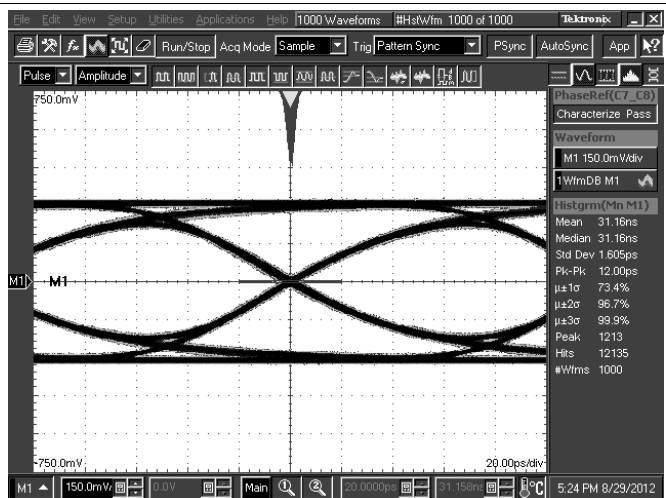 File Edit View Setup Utilities Applications Help 1000 Waveforms #HstWfm 1000 of 1000 Tektronix
Run/Stop Acq Mode Sample Trig Pattern Sync PSync AutoSync App
Pulse Amplitude
750.0mV
PhaseRef(C7_C8)
Characterize Pass
Waveform
M1 150.0mV/div
1WfmDB M1
Histgrm(Mn M1)
Mean 31.16ns
Median 31.16ns
Std Dev 1.605ps
Pk-Pk 12.00ps
µ±1σ 73.4%
µ±2σ 96.7%
µ±3σ 99.9%
Peak 1213
Hits 12135
#Wfms 1000
M1 M1
-750.0mV 20.00ps/div
M1 150.0mV/ 0.0V Main 1 2 20.0000ps 31.158ns °C 5:24 PM 8/29/2012